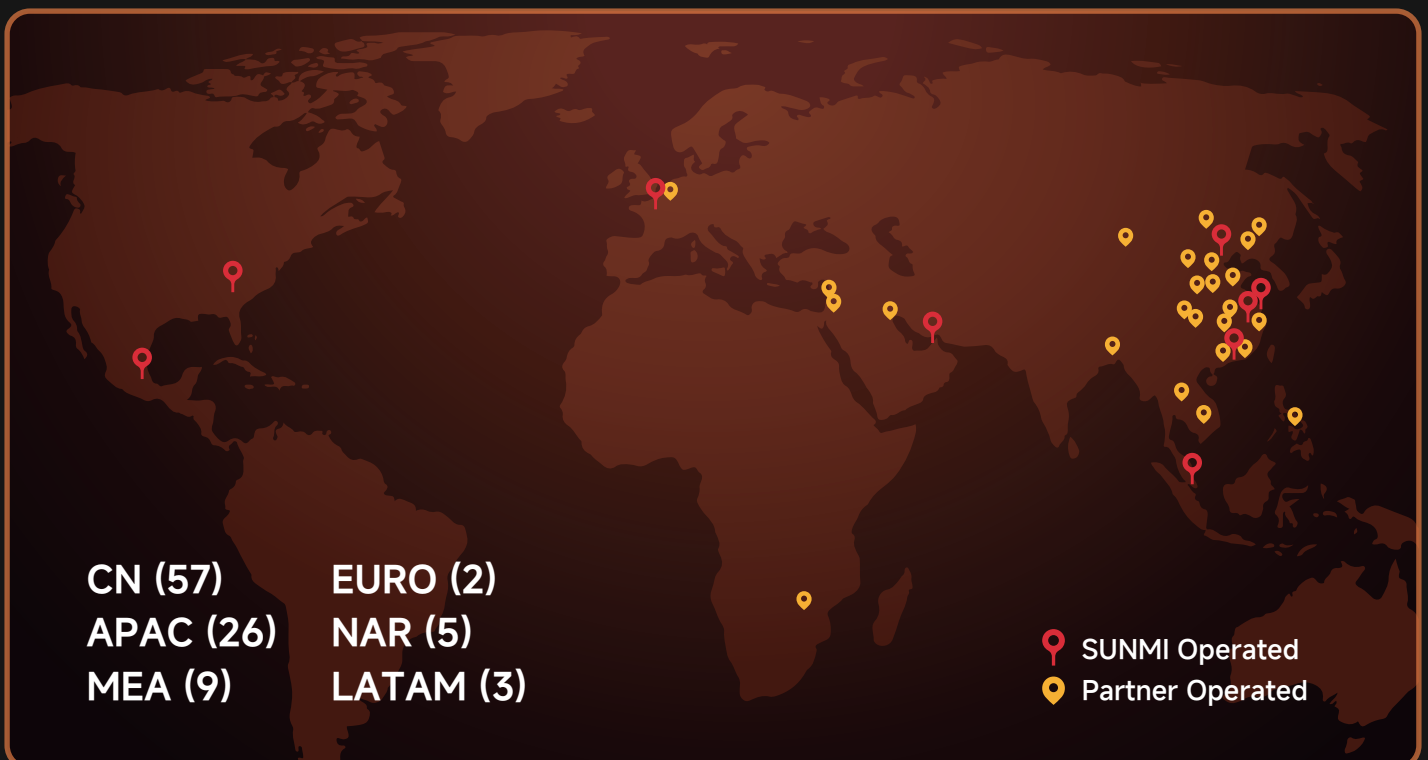 CN (57)
APAC (26)
MEA (9)
EURO (2)
NAR (5)
LATAM (3)
SUNMI Operated
Partner Operated